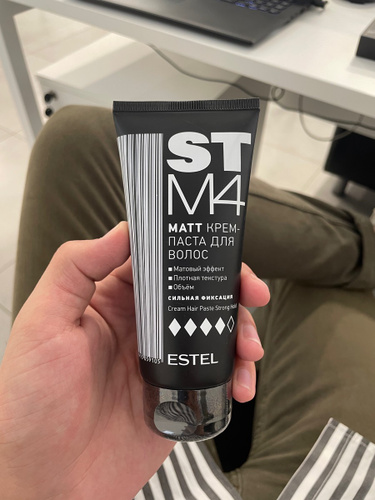 ST
M4
MATT КРЕМ-
ПАСТА ДЛЯ
ВОЛОС
Матовый эффект
Плотная текстура
Объём
СИЛЬНАЯ ФИКСАЦИЯ
Cream Hair Paste Strong Hold
ESTEL